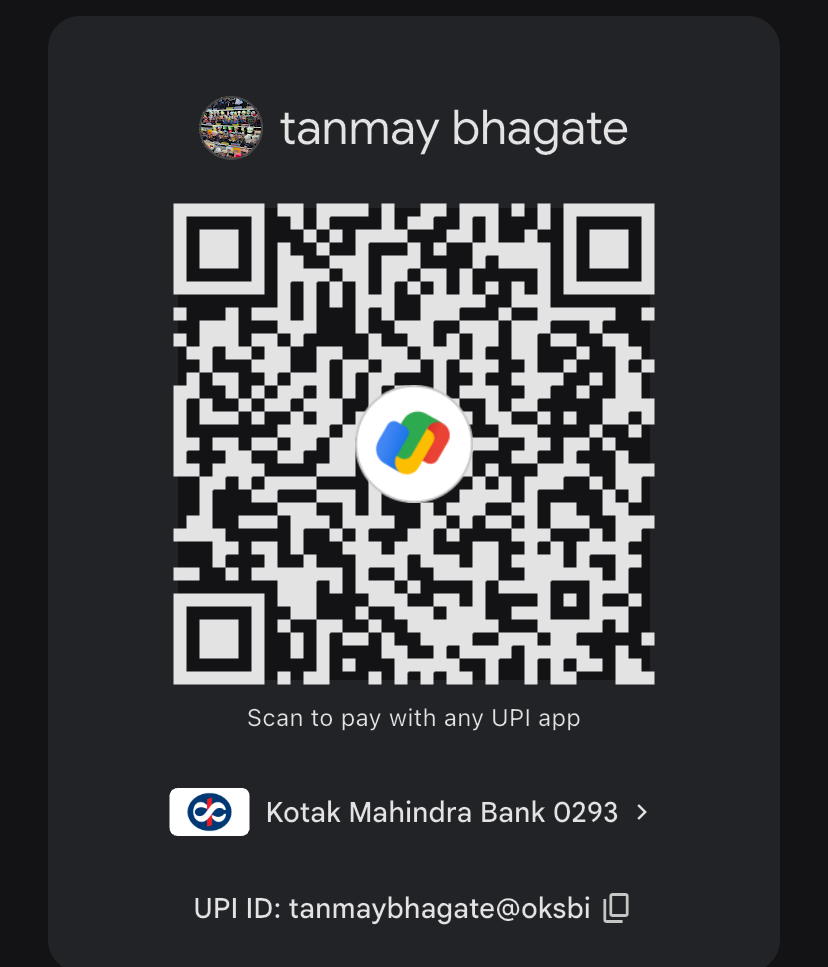 tanmay bhagate
Scan to pay with any UPI app
Kotak Mahindra Bank 0293
UPI ID: tanmaybhagate@oksbi